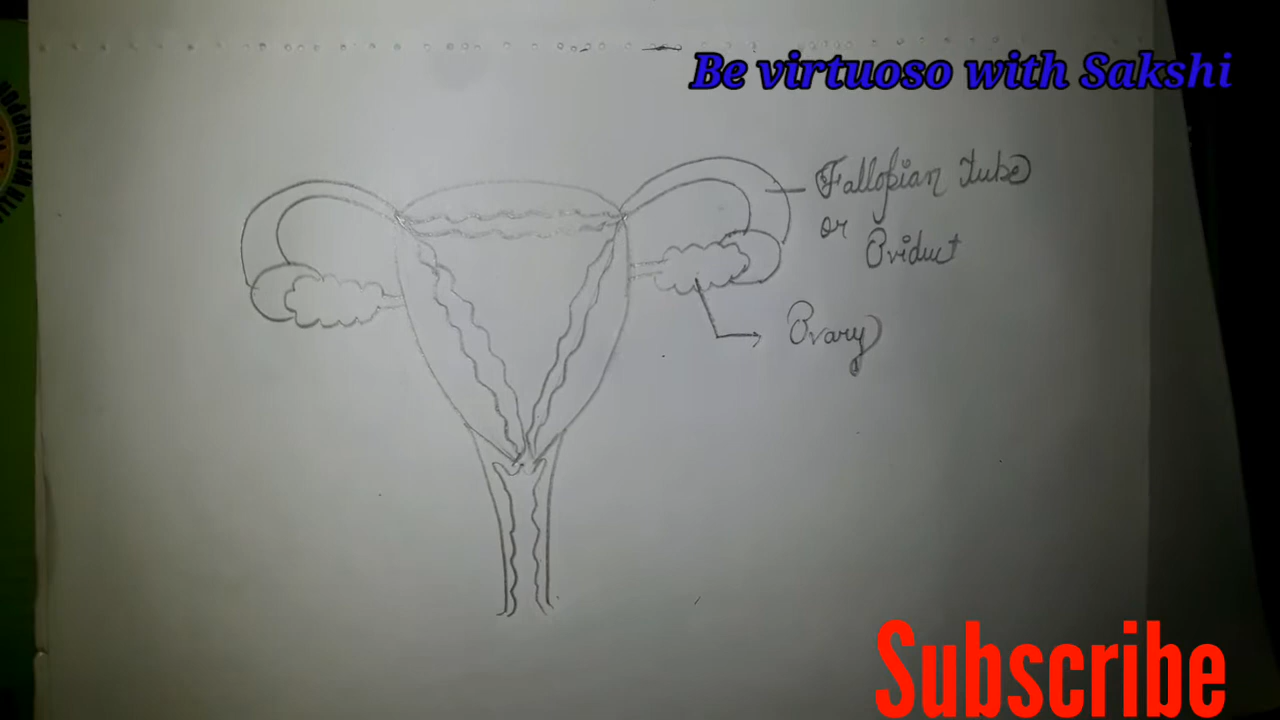 Be virtuoso with Sakshi
Fallopian tube
or
Oviduct
Ovary
Subscribe